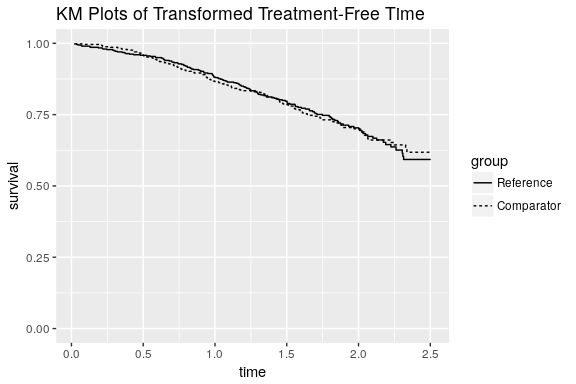 KM Plots of Transformed Treatment-Free TIme
1.00
0.75
0.50
0.25
0.00
survival
0.0 0.5 1.0 1.5 2.0 2.5
time
group
Reference
Comparator